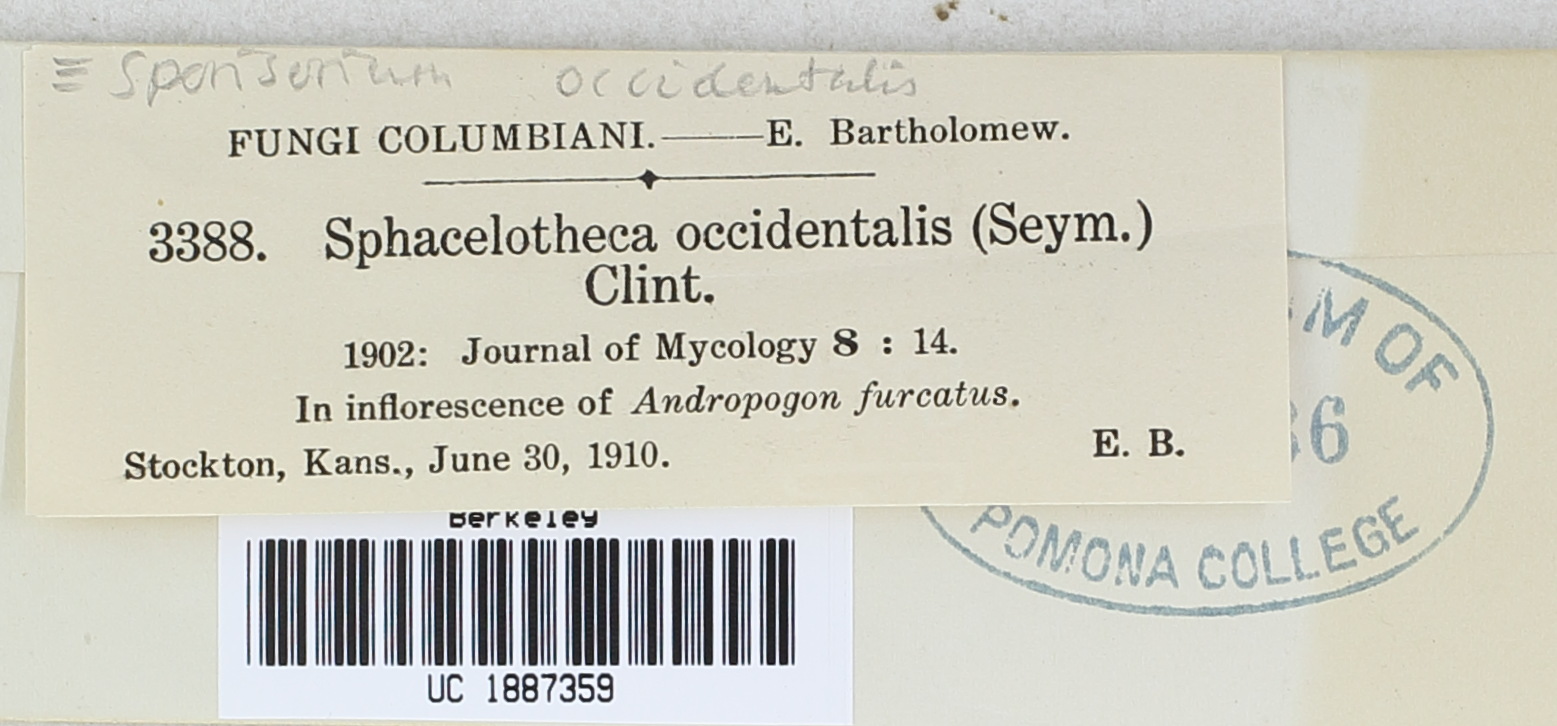 ≡ Sporisorium occidentalis
FUNGI COLUMBIANI.——E. Bartholomew.
3388. Sphacelotheca occidentalis (Seym.)
Clint.
1902: Journal of Mycology 8 : 14.
In inflorescence of Andropogon furcatus.
Stockton, Kans., June 30, 1910. E. B.
M OF
6
POMONA COLLEGE
Berkeley
UC 1887359